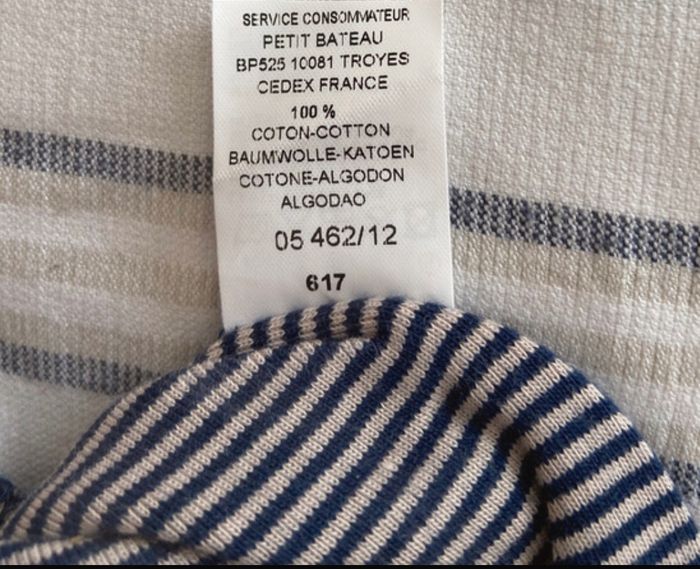 SERVICE CONSOMMATEUR
PETIT BATEAU
BP525 10081 TROYES
CEDEX FRANCE
100 %
COTON-COTTON
BAUMWOLLE-KATOEN
COTONE-ALGODON
ALGODAO
05 462/12
617